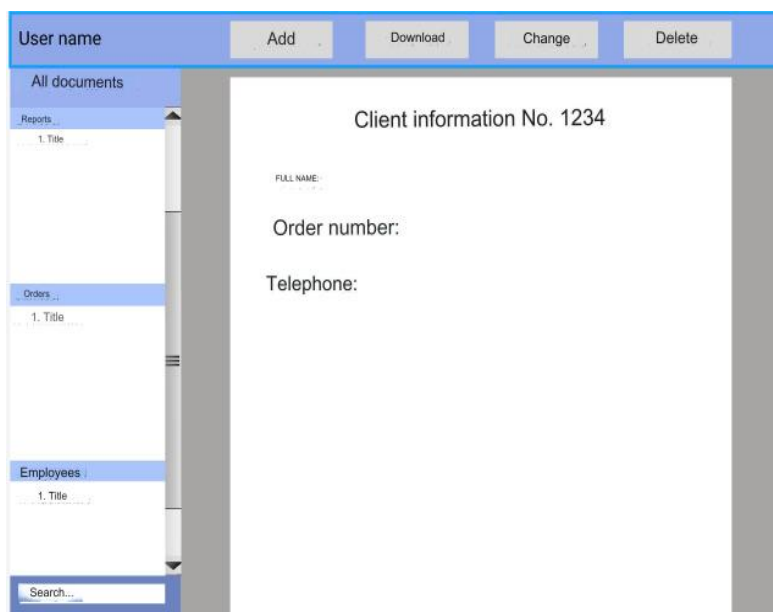 User name
Add
Download
Change
Delete
All documents
Reports
1. Title
Orders
1. Title
Employees
1. Title
Search...
Client information No. 1234
FULL NAME:
Order number:
Telephone: